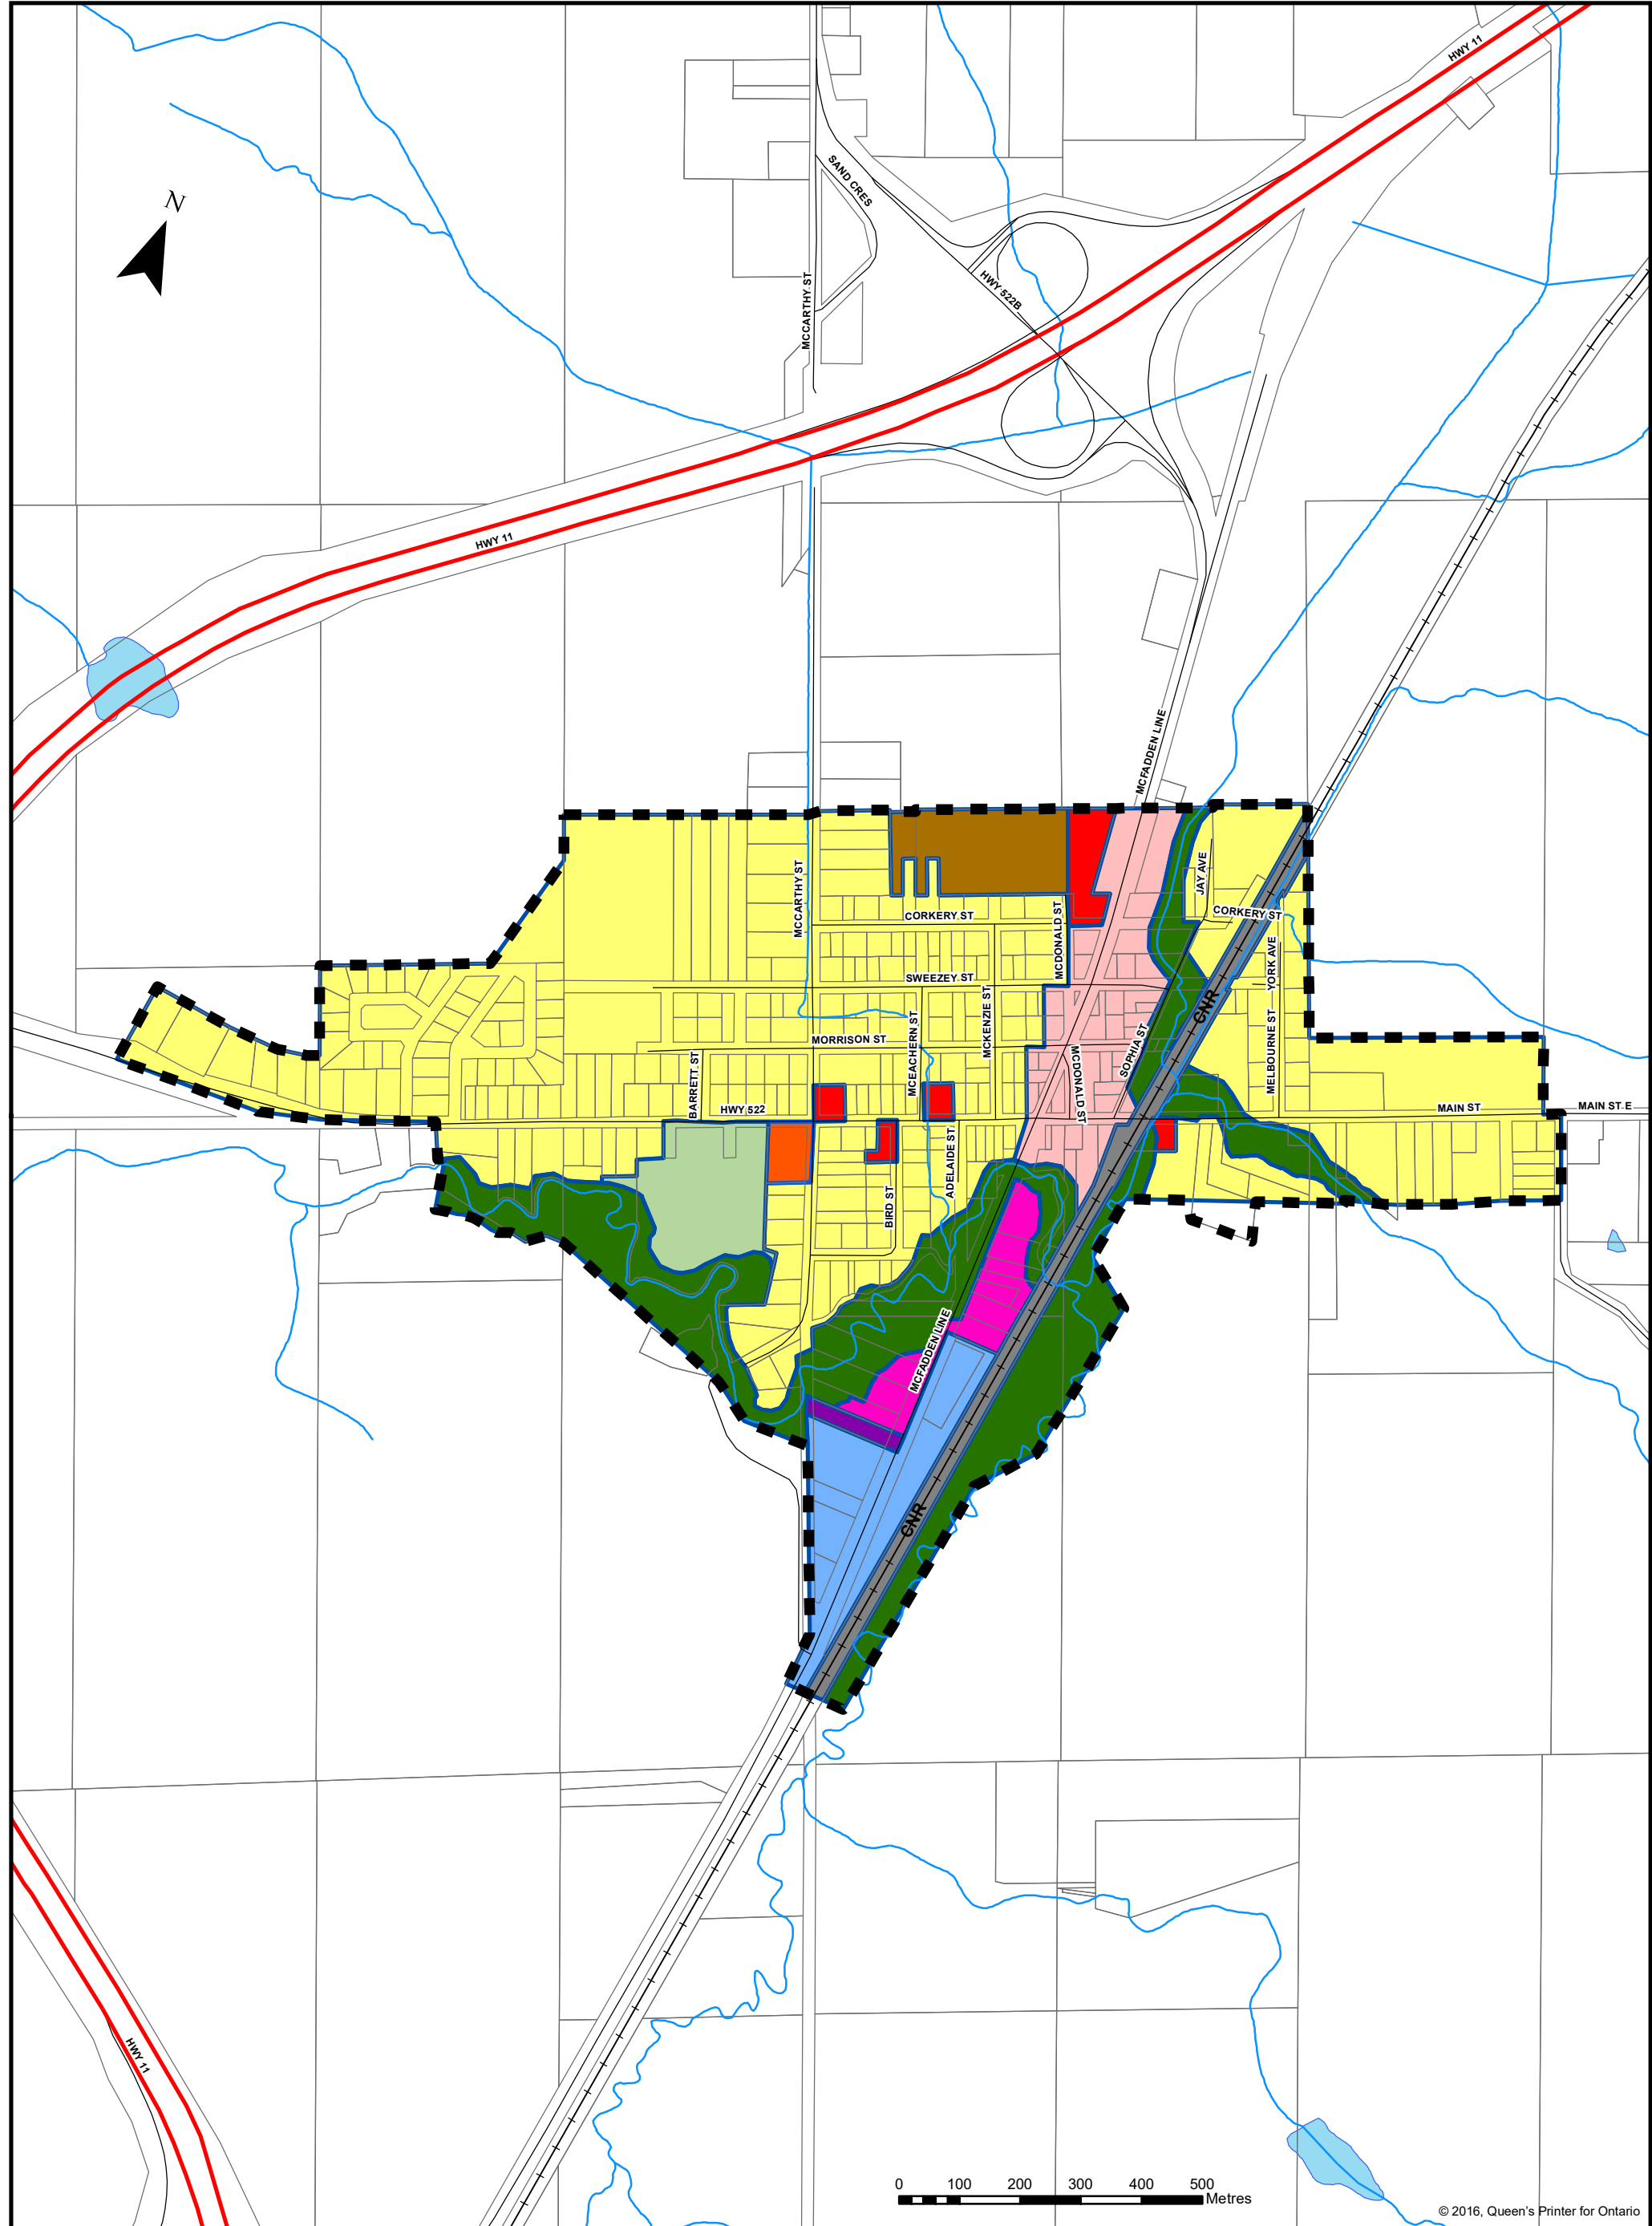 HWY 11
SAND CRES
N
HWY 522B
MCCARTHY ST
HWY 11
MCFADDEN LINE
MCCARTHY ST
JAY AVE
CORKERY ST
CORKERY ST
MCDONALD ST
YORK AVE
SWEEZEY ST
CNR
MCKENZIE ST
MCEACHERN ST
MORRISON ST
SOPHIA ST
MELBOURNE ST
BARRETT ST
MCDONALD ST
HWY 522
MAIN ST
MAIN ST E
ADELAIDE ST
BIRD ST
MCFADDEN LINE
CNR
HWY 11
0 100 200 300 400 500
Metres
© 2016, Queen's Printer for Ontario